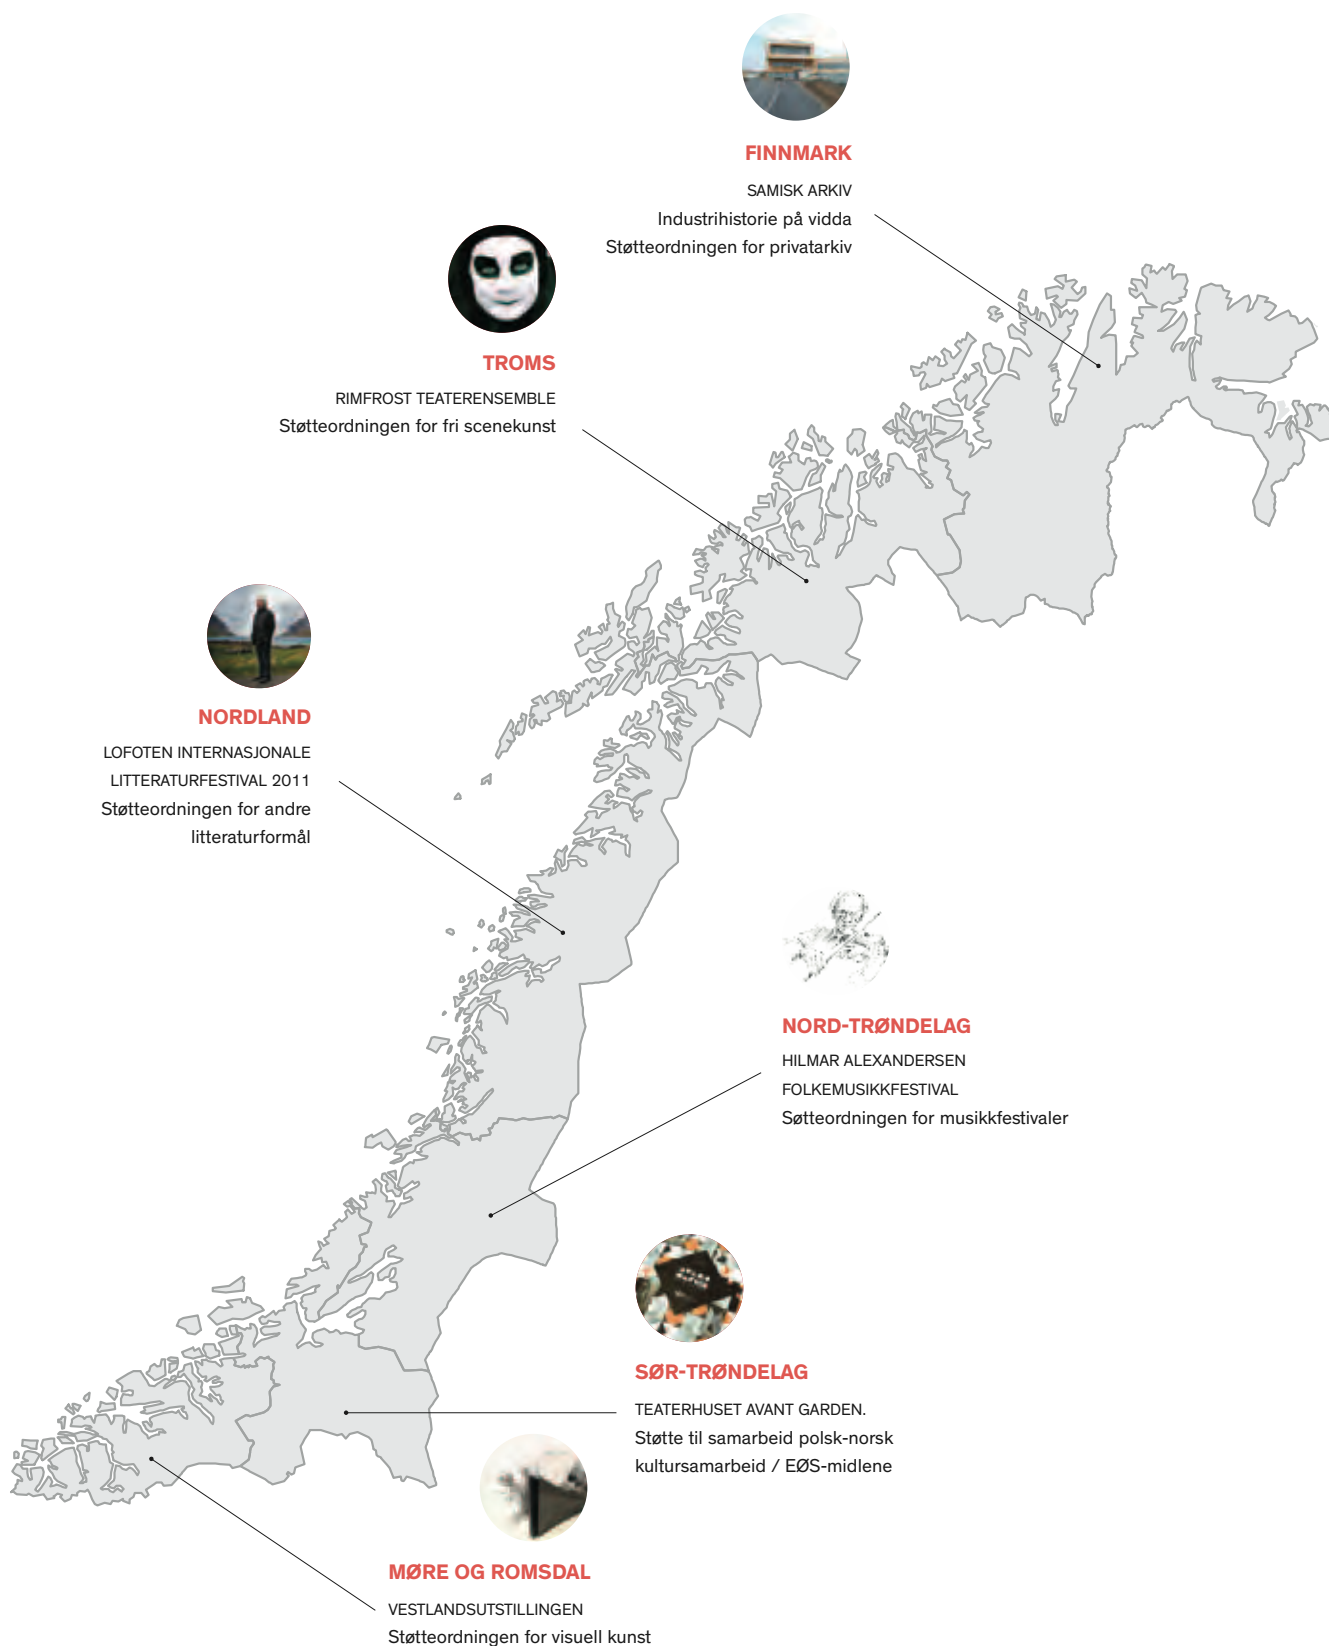 FINNMARK
SAMISK ARKIV
Industrihistorie på vidda
Støtteordningen for privatarkiv
TROMS
RIMFROST TEATERENSEMBLE
Støtteordningen for fri scenekunst
NORDLAND
LOFOTEN INTERNASJONALE
LITTERATURFESTIVAL 2011
Støtteordningen for andre
litteraturformål
NORD-TRØNDELAG
HILMAR ALEXANDERSEN
FOLKEMUSIKKFESTIVAL
Søtteordningen for musikkfestivaler
SØR-TRØNDELAG
TEATERHUSET AVANT GARDEN.
Støtte til samarbeid polsk-norsk
kultursamarbeid / EØS-midlene
MØRE OG ROMSDAL
VESTLANDSUTSTILLINGEN
Støtteordningen for visuell kunst